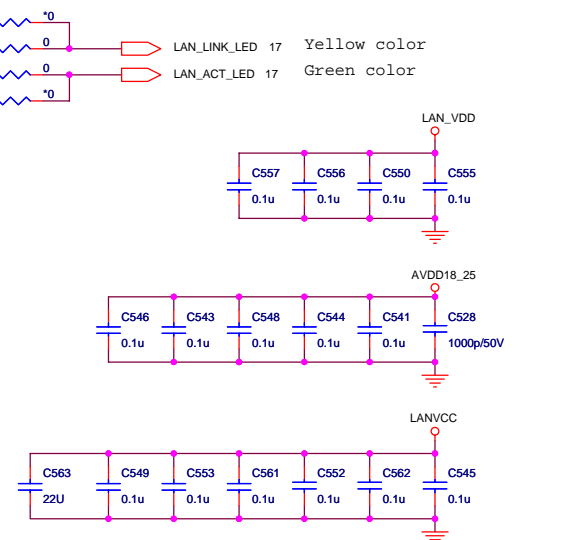 *0
0 LAN_LINK_LED 17 Yellow color
0 LAN_ACT_LED 17 Green color
*0
LAN_VDD
C557 C556 C550 C555
0.1u 0.1u 0.1u 0.1u
AVDD18_25
C546 C543 C548 C544 C541 C528
0.1u 0.1u 0.1u 0.1u 0.1u 1000p/50V
LANVCC
C563 C549 C553 C561 C552 C562 C545
22U 0.1u 0.1u 0.1u 0.1u 0.1u 0.1u